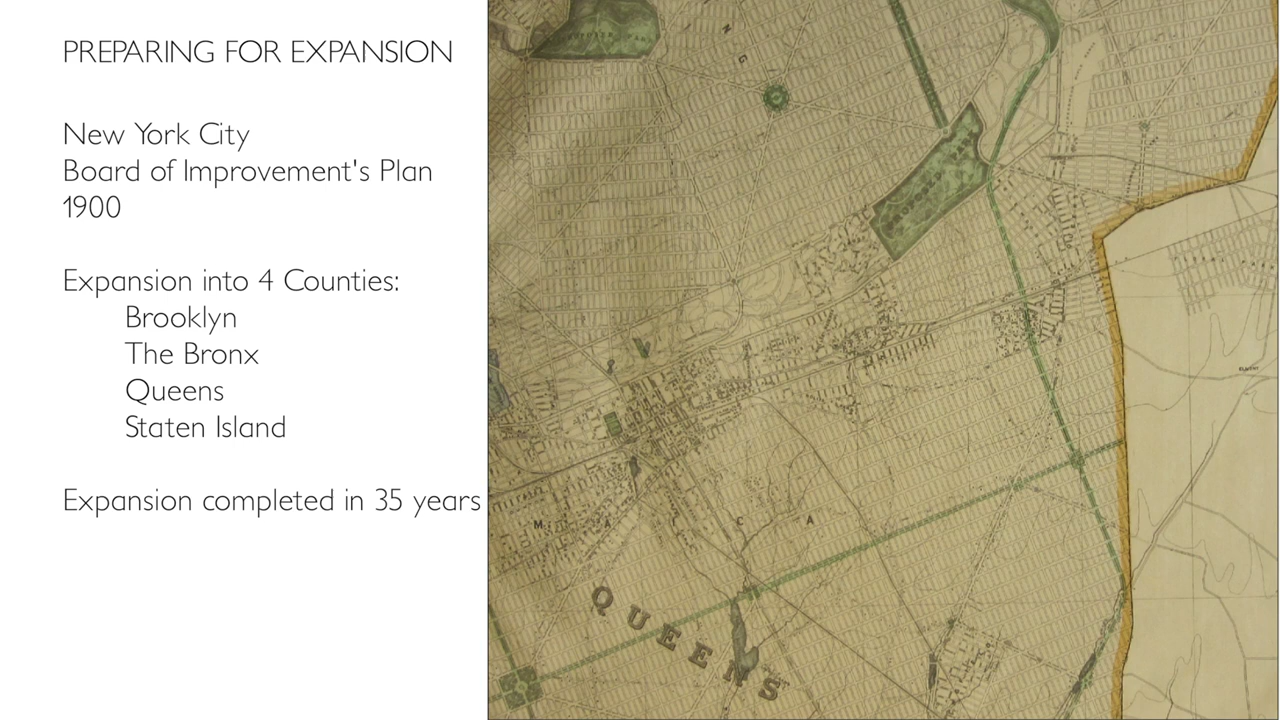 PREPARING FOR EXPANSION
New York City
Board of Improvement's Plan
1900
Expansion into 4 Counties:
Brooklyn
The Bronx
Queens
Staten Island
Expansion completed in 35 years
QUEENS